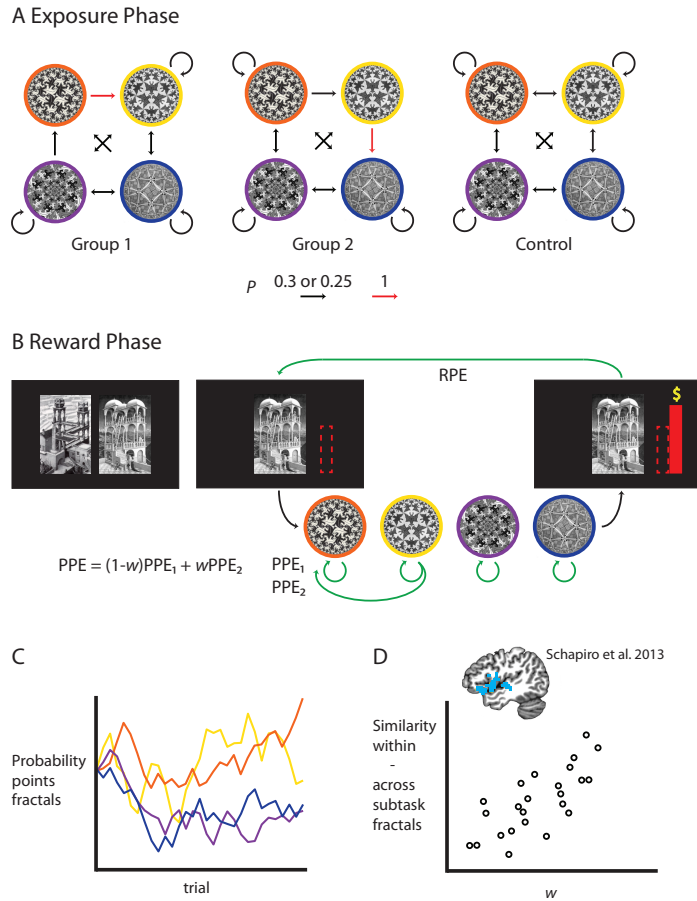 A Exposure Phase
Group 1
Group 2
Control
P 0.3 or 0.25 1
B Reward Phase
RPE
$
PPE = (1-w)PPE₁ + wPPE₂
PPE₁
PPE₂
C
Probability
points
fractals
trial
D
Schapiro et al. 2013
Similarity
within
-
across
subtask
fractals
w